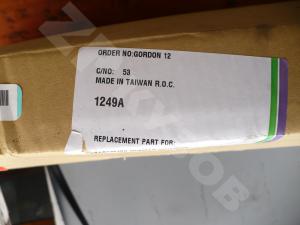 ORDER NO:GORDON 12
C/NO: 53
MADE IN TAIWAN R.O.C.
1249A
REPLACEMENT PART FOR: